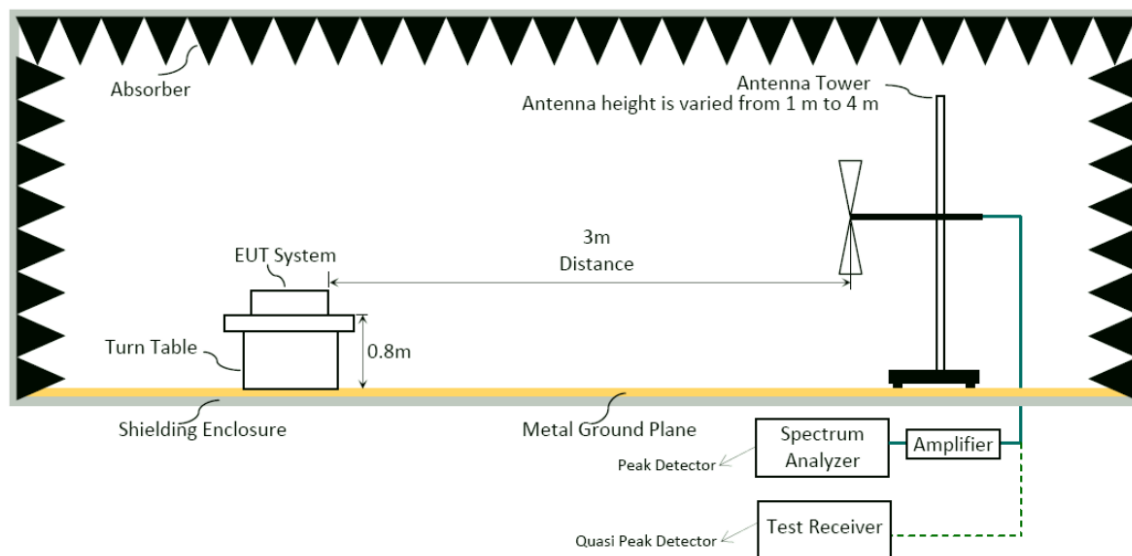 Absorber
Antenna Tower
Antenna height is varied from 1 m to 4 m
3m
Distance
EUT System
Turn Table
0.8m
Shielding Enclosure
Metal Ground Plane
Spectrum
Analyzer
Amplifier
Peak Detector
Test Receiver
Quasi Peak Detector